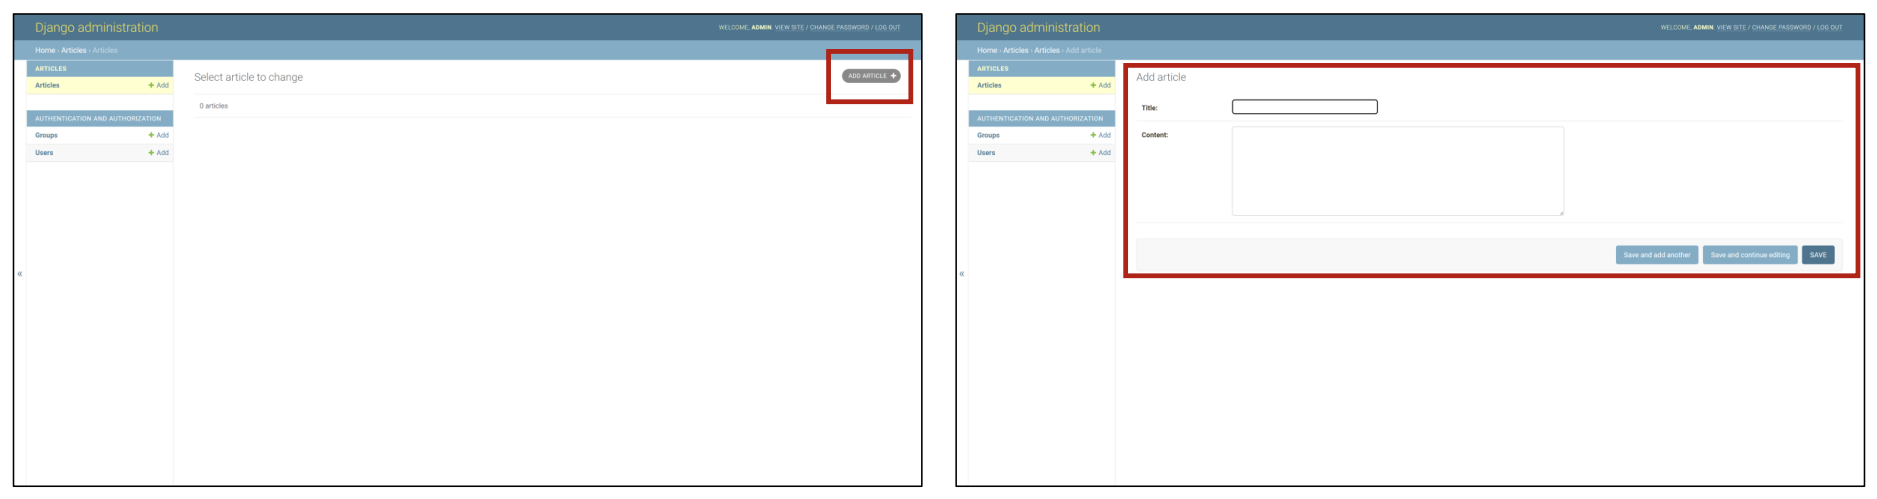 Django administration
WELCOME, ADMIN. VIEW SITE / CHANGE PASSWORD / LOG OUT
Home › Articles › Articles
ARTICLES
Articles + Add
AUTHENTICATION AND AUTHORIZATION
Groups + Add
Users + Add
«
Select article to change
ADD ARTICLE +
0 articles
Django administration
WELCOME, ADMIN. VIEW SITE / CHANGE PASSWORD / LOG OUT
Home › Articles › Articles › Add article
ARTICLES
Articles + Add
AUTHENTICATION AND AUTHORIZATION
Groups + Add
Users + Add
«
Add article
Title:
Content:
Save and add another Save and continue editing SAVE